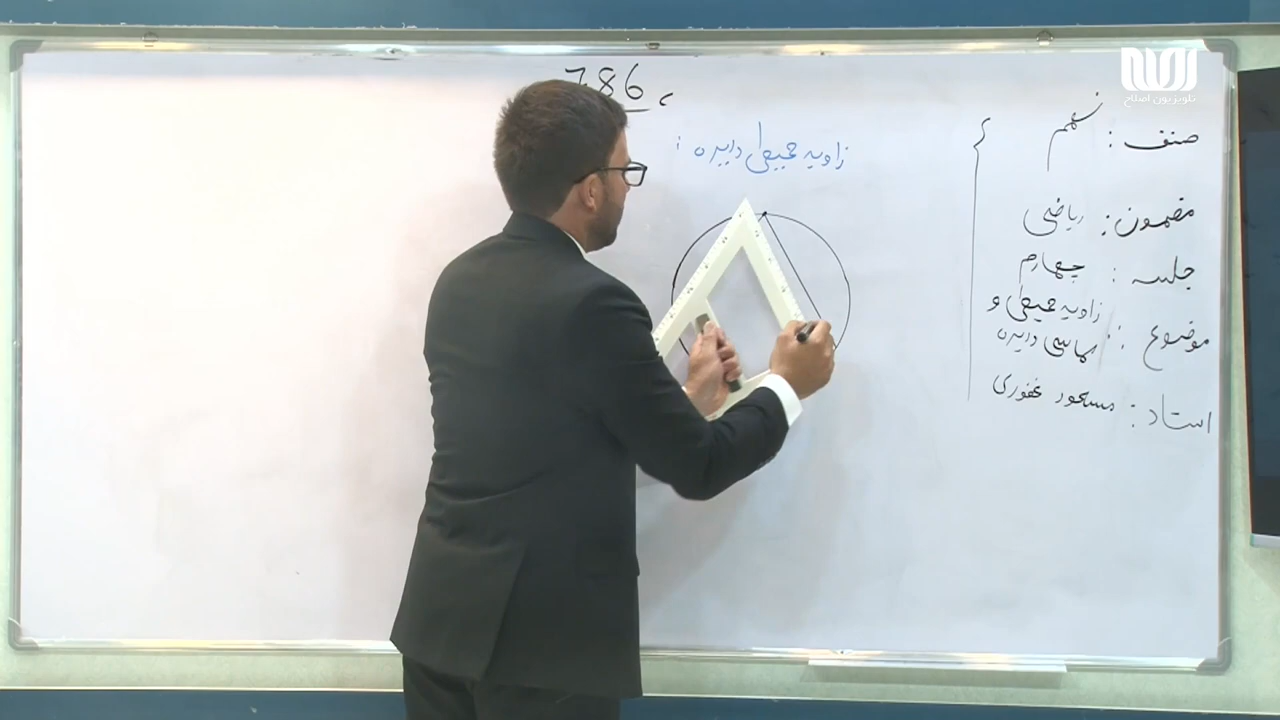 786
تلویزیون اصلاح
زاویه محیطی دایره :
صنف : نهم
مضمون : ریاضی
جلسه : چهارم
موضوع : زاویه محیطی و
مماسی دایره
استاد : مسعود غفوری